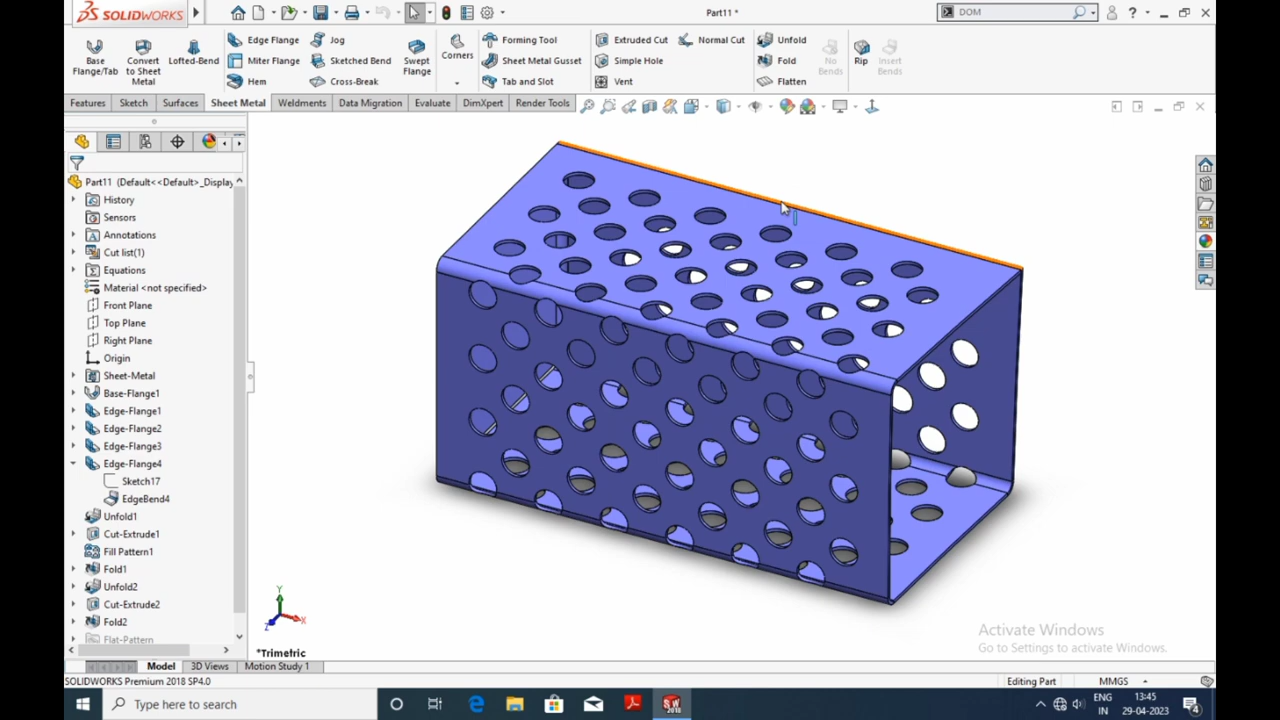 SOLIDWORKS
Part11 *
DOM
Base Flange/Tab
Convert to Sheet Metal
Lofted-Bend
Edge Flange
Miter Flange
Hem
Jog
Sketched Bend
Cross-Break
Swept Flange
Corners
Forming Tool
Sheet Metal Gusset
Tab and Slot
Extruded Cut
Simple Hole
Vent
Normal Cut
Unfold
Fold
Flatten
No Bends
Rip
Insert Bends
Features Sketch Surfaces Sheet Metal Weldments Data Migration Evaluate DimXpert Render Tools
Part11 (Default<<Default>_Display
History
Sensors
Annotations
Cut list(1)
Equations
Material <not specified>
Front Plane
Top Plane
Right Plane
Origin
Sheet-Metal
Base-Flange1
Edge-Flange1
Edge-Flange2
Edge-Flange3
Edge-Flange4
Sketch17
EdgeBend4
Unfold1
Cut-Extrude1
Fill Pattern1
Fold1
Unfold2
Cut-Extrude2
Fold2
Flat-Pattern
Y
X
Z
*Trimetric
Activate Windows
Go to Settings to activate Windows.
Model 3D Views Motion Study 1
SOLIDWORKS Premium 2018 SP4.0
Editing Part
MMGS
Type here to search
SW
2018
ENG
IN
13:45
29-04-2023
4